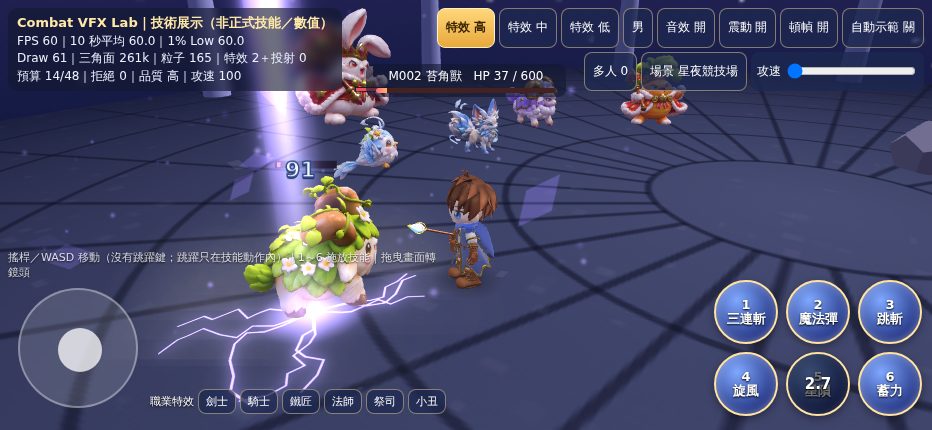 Combat VFX Lab｜技術展示（非正式技能／數值）
FPS 60｜10 秒平均 60.0｜1% Low 60.0
Draw 61｜三角面 261k｜粒子 165｜特效 2＋投射 0
預算 14/48｜拒絕 0｜品質 高｜攻速 100
特效 高
特效 中
特效 低
男
音效 開
震動 開
頓幀 開
自動示範 關
多人 0
場景 星夜競技場
攻速
M002 苔角獸 HP 37 / 600
91
搖桿／WASD 移動（沒有跳躍鍵；跳躍只在技能動作內）｜1–6 施放技能｜拖曳畫面轉
鏡頭
1
三連斬
2
魔法彈
3
跳斬
4
旋風
5
2.7
6
蓄力
職業特效
劍士
騎士
鐵匠
法師
祭司
小丑